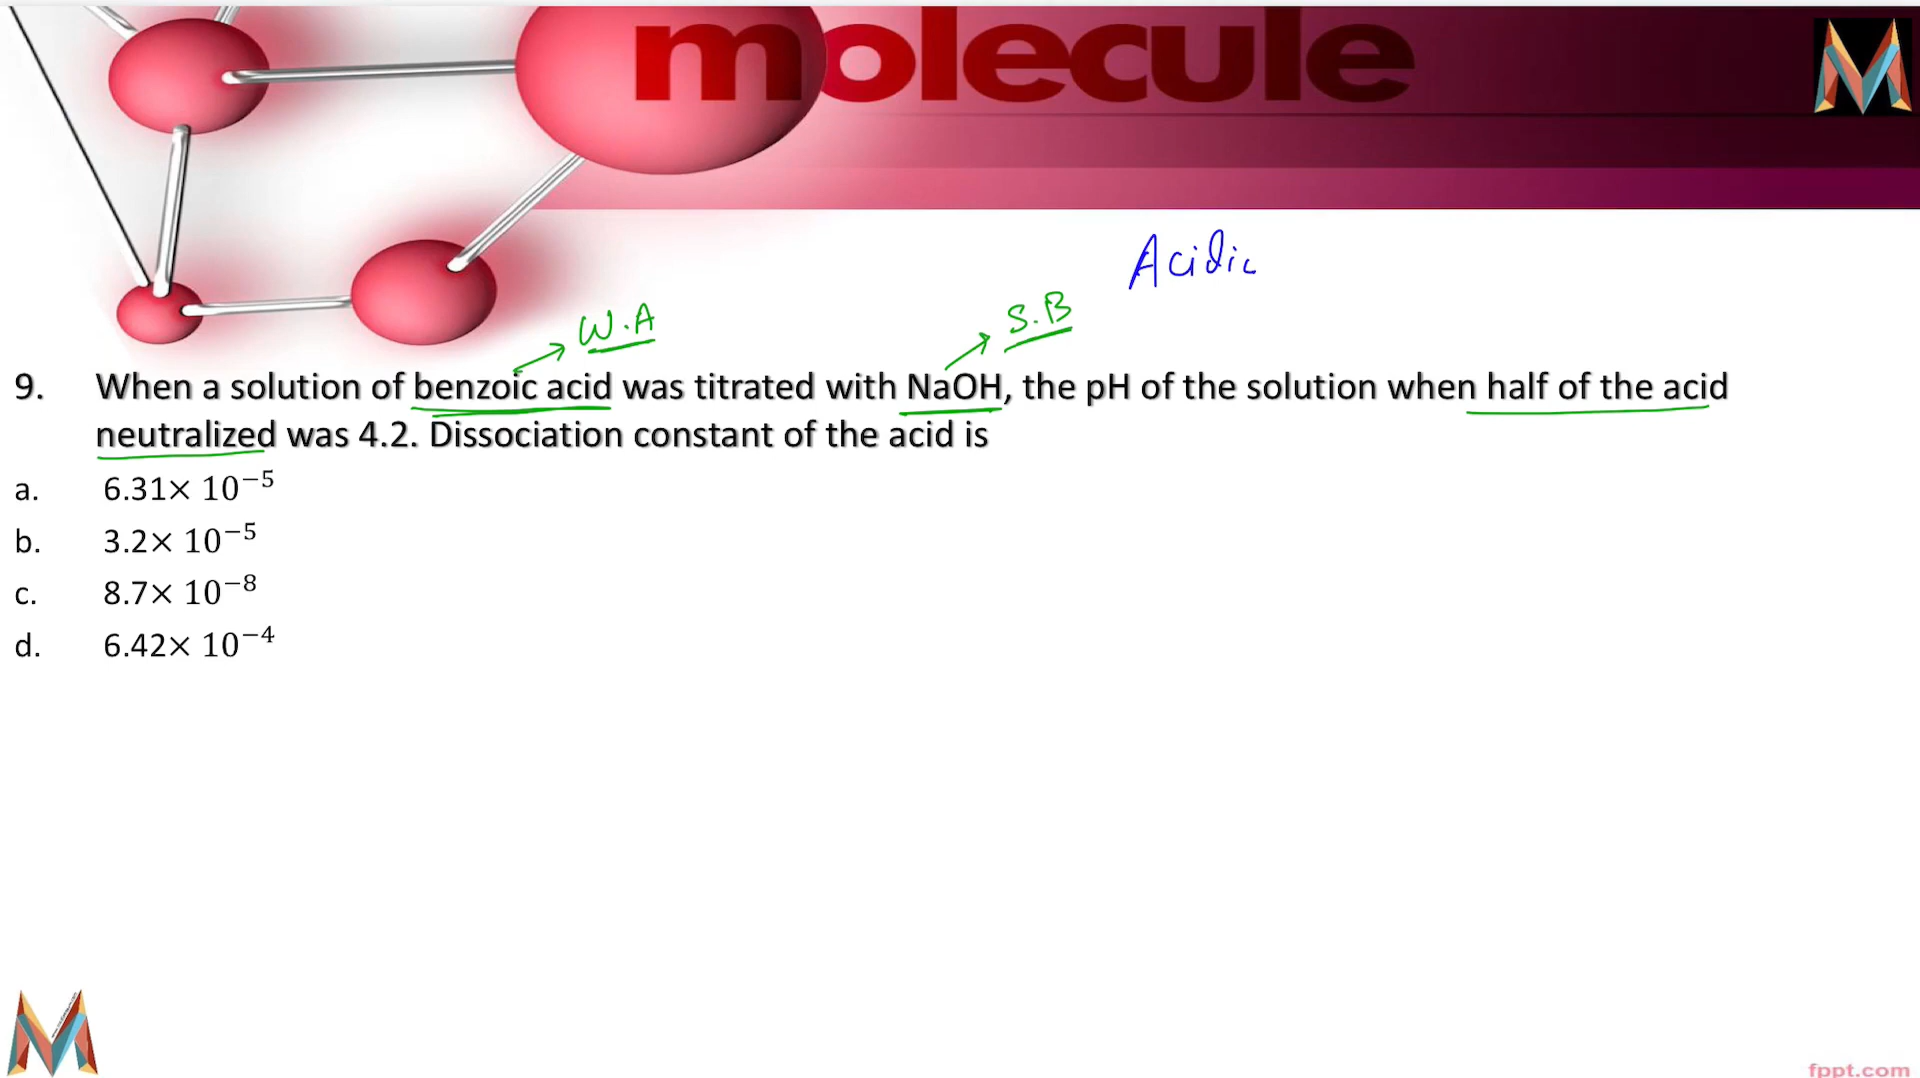 molecule
Acidic
W.A
S.B
9. When a solution of benzoic acid was titrated with NaOH, the pH of the solution when half of the acid
neutralized was 4.2. Dissociation constant of the acid is
a. 6.31× 10⁻⁵
b. 3.2× 10⁻⁵
c. 8.7× 10⁻⁸
d. 6.42× 10⁻⁴
fppt.com